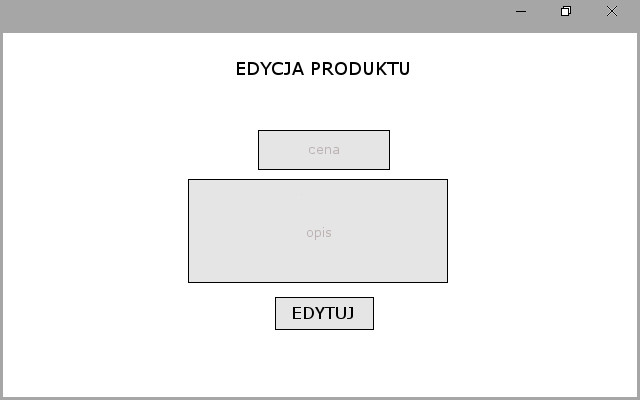 EDYCJA PRODUKTU
cena
opis
EDYTUJ